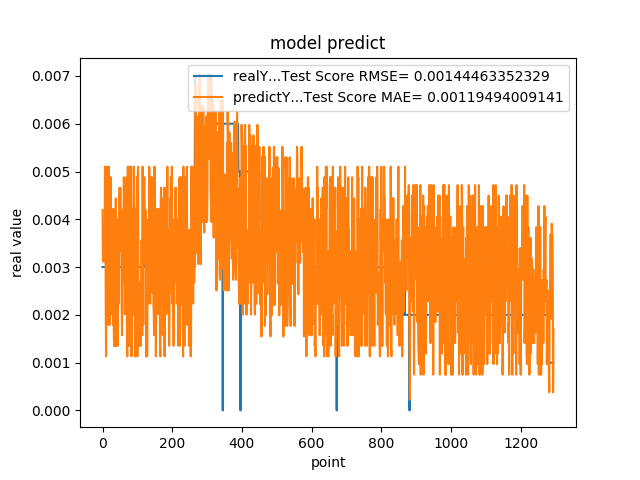 model predict
realY...Test Score RMSE= 0.00144463352329
predictY...Test Score MAE= 0.00119494009141
0.007
0.006
0.005
0.004
0.003
0.002
0.001
0.000
real value
0 200 400 600 800 1000 1200
point